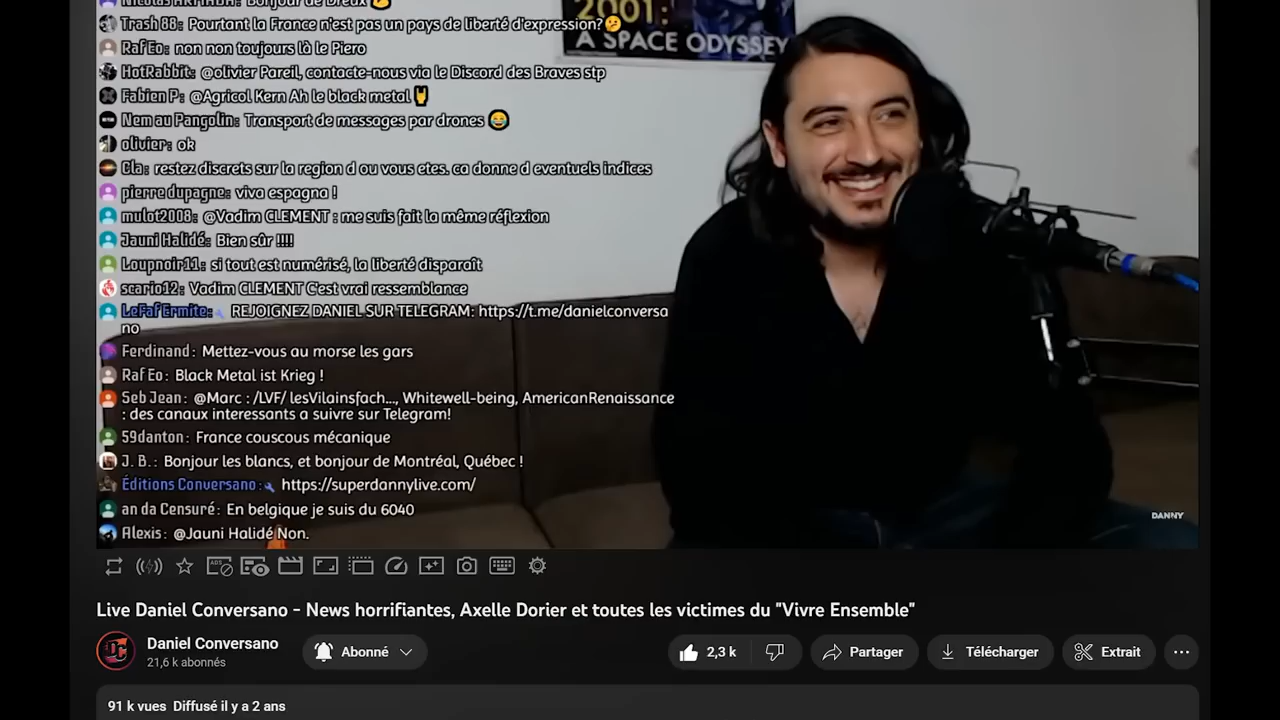 Nicolas AKPAGBA: Bonjour de Dreux
Trash 88: Pourtant la France n'est pas un pays de liberté d'expression?
2001:
A SPACE ODYSSEY
Raf Eo: non non toujours là le Piero
HotRabbit: @olivier Pareil, contacte-nous via le Discord des Braves stp
Fabien P: @Agricol Kern Ah le black metal
Nem au Pangolin: Transport de messages par drones
olivier: ok
Ela: restez discrets sur la region d ou vous etes. ca donne d eventuels indices
pierre dupagne: viva espagna !
mulot2008: @Vadim CLEMENT : me suis fait la même réflexion
Jauni Halidé: Bien sûr !!!!
Loupnoir11: si tout est numérisé, la liberté disparaît
scario12: Vadim CLEMENT C'est vrai ressemblance
LeFaf Ermite: REJOIGNEZ DANIEL SUR TELEGRAM: https://t.me/danielconversa
no
Ferdinand: Mettez-vous au morse les gars
Raf Eo: Black Metal ist Krieg !
Seb Jean: @Marc : /LVF/ lesVilainsfach..., Whitewell-being, AmericanRenaissance
: des canaux interessants a suivre sur Telegram!
59danton: France couscous mécanique
J. B.: Bonjour les blancs, et bonjour de Montréal, Québec !
Éditions Conversano: https://superdannylive.com/
an da Censuré: En belgique je suis du 6040
DANNY
Alexis: @Jauni Halidé Non.
ADS
Live Daniel Conversano - News horrifiantes, Axelle Dorier et toutes les victimes du "Vivre Ensemble"
DC
Daniel Conversano
21,6 k abonnés
Abonné
2,3 k
Partager
Télécharger
Extrait
91 k vues Diffusé il y a 2 ans